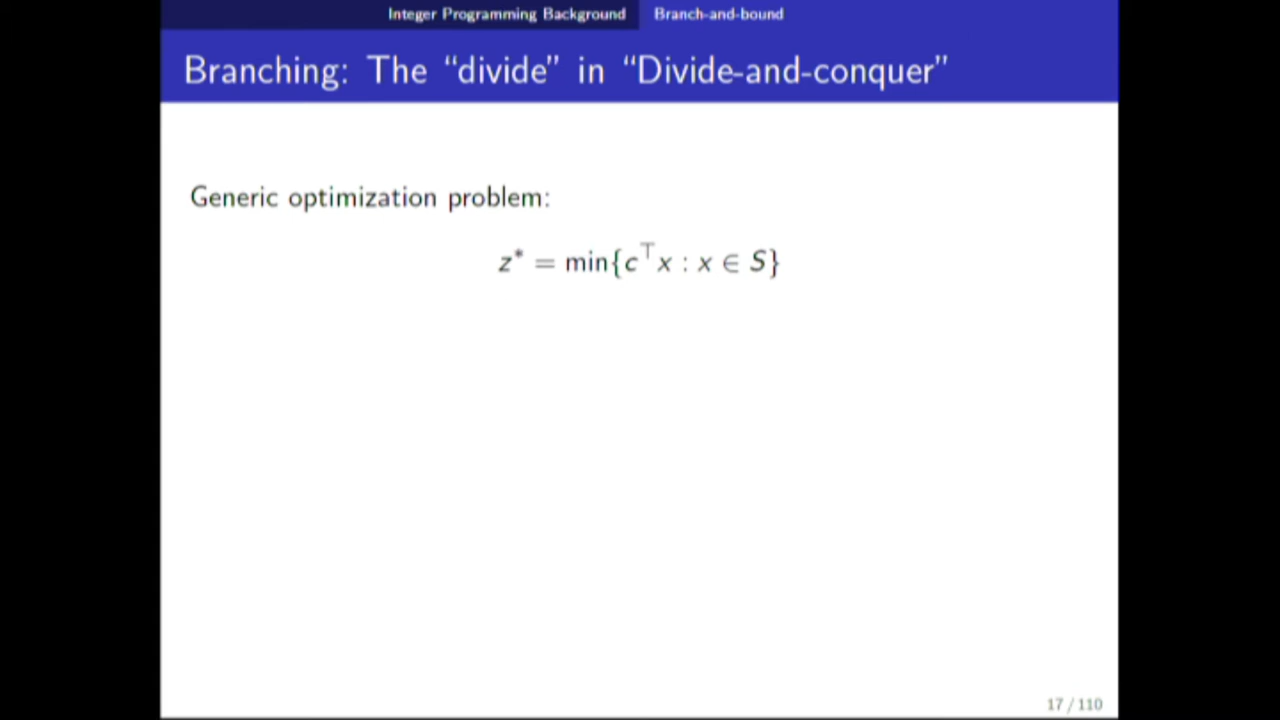 Integer Programming Background Branch-and-bound
Branching: The “divide” in “Divide-and-conquer”
Generic optimization problem:
z* = min{c⊤x : x ∈ S}
17 / 110